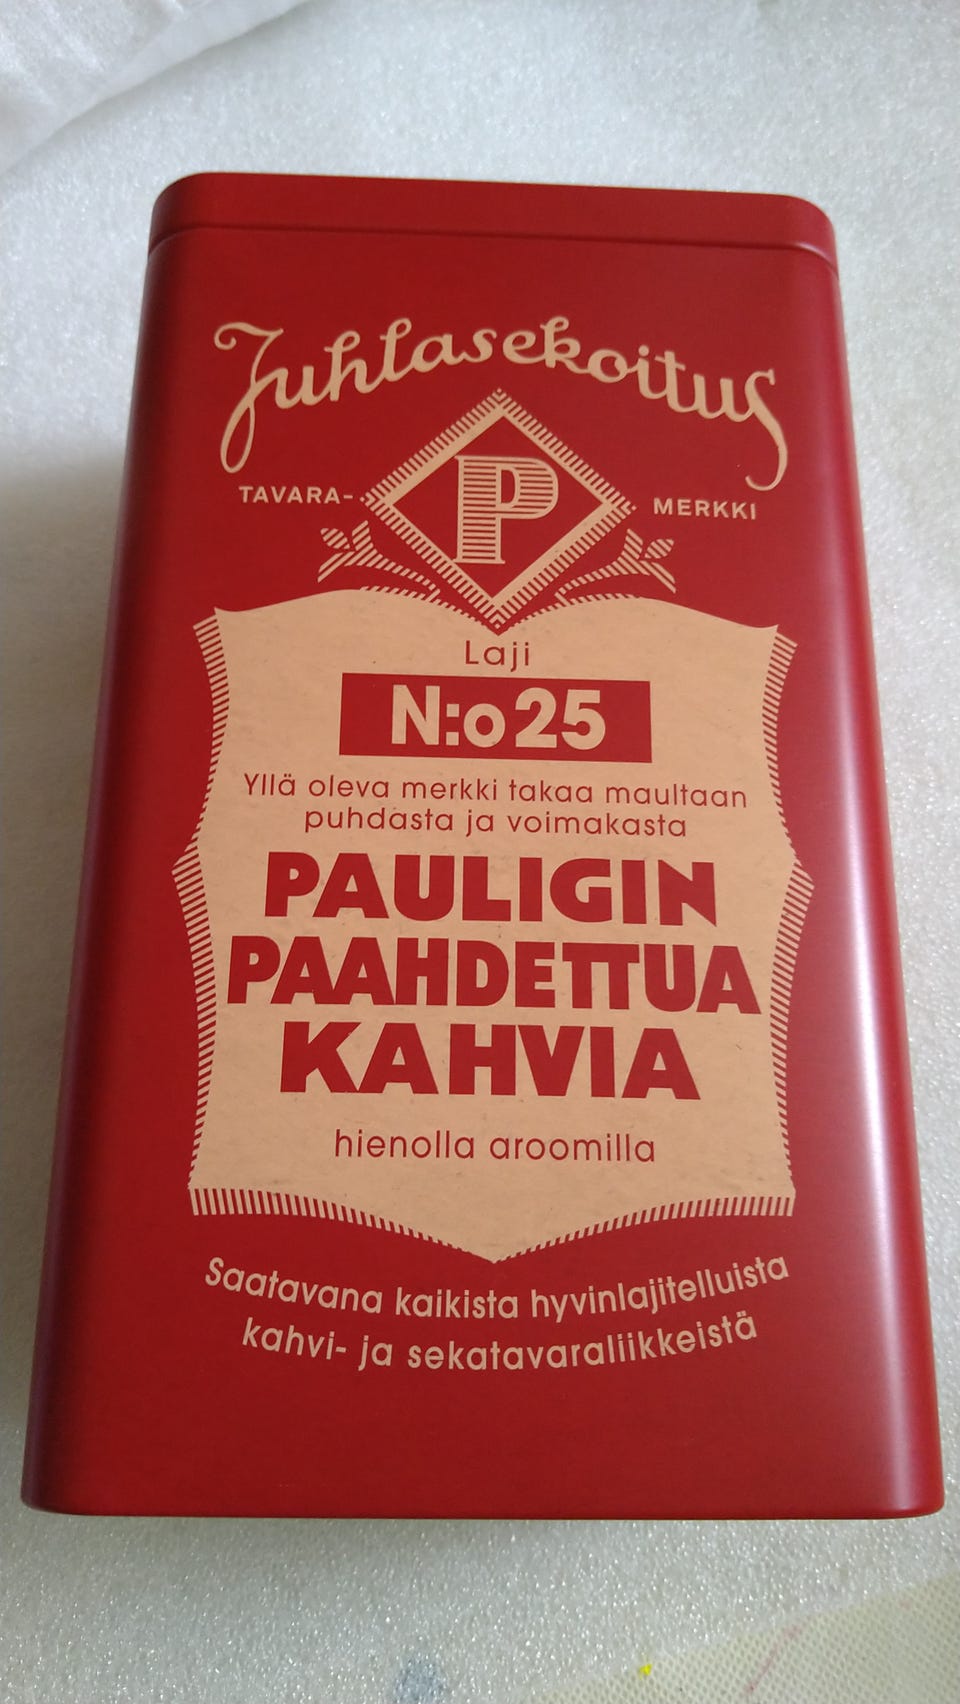 Juhlasekoitus
TAVARA- P MERKKI
Laji
N:o 25
Yllä oleva merkki takaa maultaan
puhdasta ja voimakasta
PAULIGIN
PAAHDETTUA
KAHVIA
hienolla aroomilla
Saatavana kaikista hyvinlajitelluista
kahvi- ja sekatavaraliikkeistä